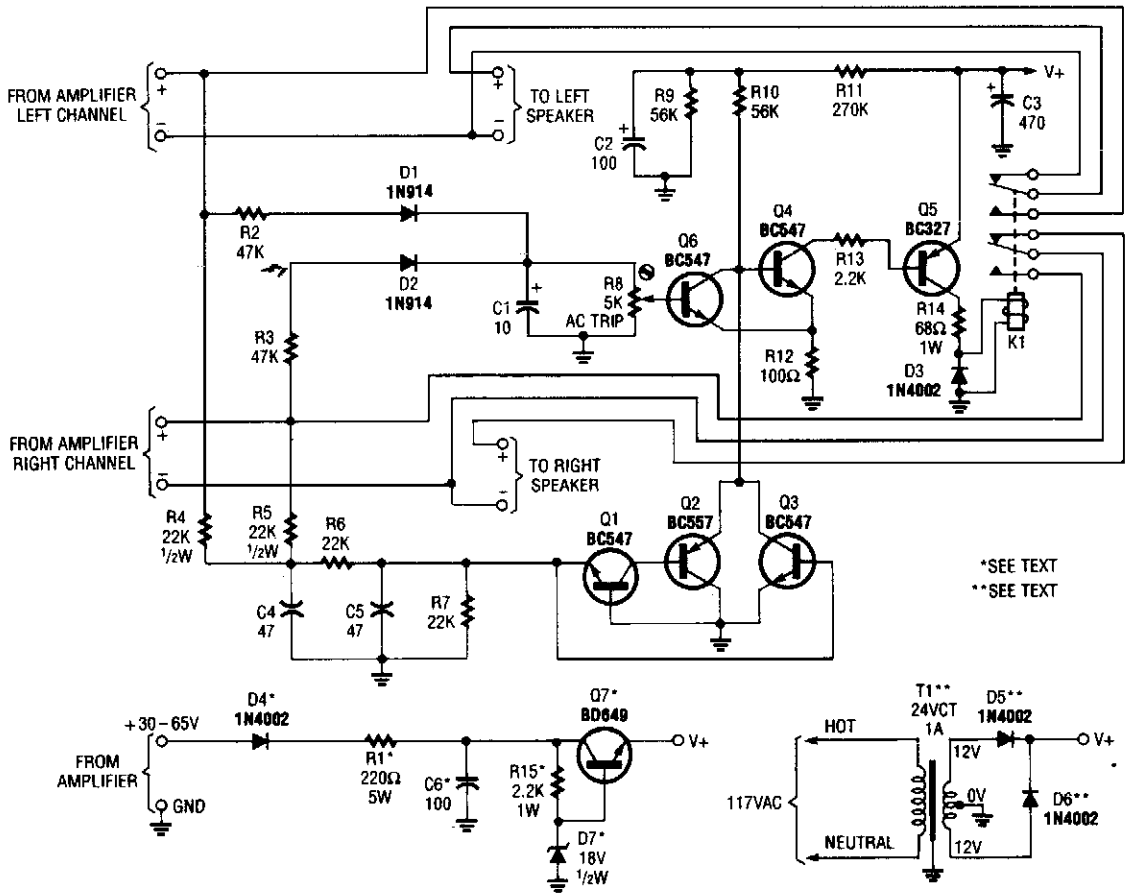 FROM AMPLIFIER
LEFT CHANNEL
+
−
+
−
TO LEFT
SPEAKER
R9
56K
R10
56K
R11
270K
V+
+
C3
470
+
C2
100
D1
1N914
R2
47K
D2
1N914
+
C1
10
R8
5K
AC TRIP
Q6
BC547
Q4
BC547
R13
2.2K
Q5
BC327
R14
68Ω
1W
K1
R12
100Ω
D3
1N4002
R3
47K
FROM AMPLIFIER
RIGHT CHANNEL
+
−
+
−
TO RIGHT
SPEAKER
R4
22K
1/2W
R5
22K
1/2W
R6
22K
Q1
BC547
Q2
BC557
Q3
BC547
C4
47
C5
47
R7
22K
*SEE TEXT
**SEE TEXT
+30-65V
FROM
AMPLIFIER
GND
D4*
1N4002
R1*
220Ω
5W
C6*
100
R15*
2.2K
1W
Q7*
BD649
V+
D7*
18V
1/2W
117VAC
HOT
NEUTRAL
T1**
24VCT
1A
12V
0V
12V
D5**
1N4002
V+
D6**
1N4002